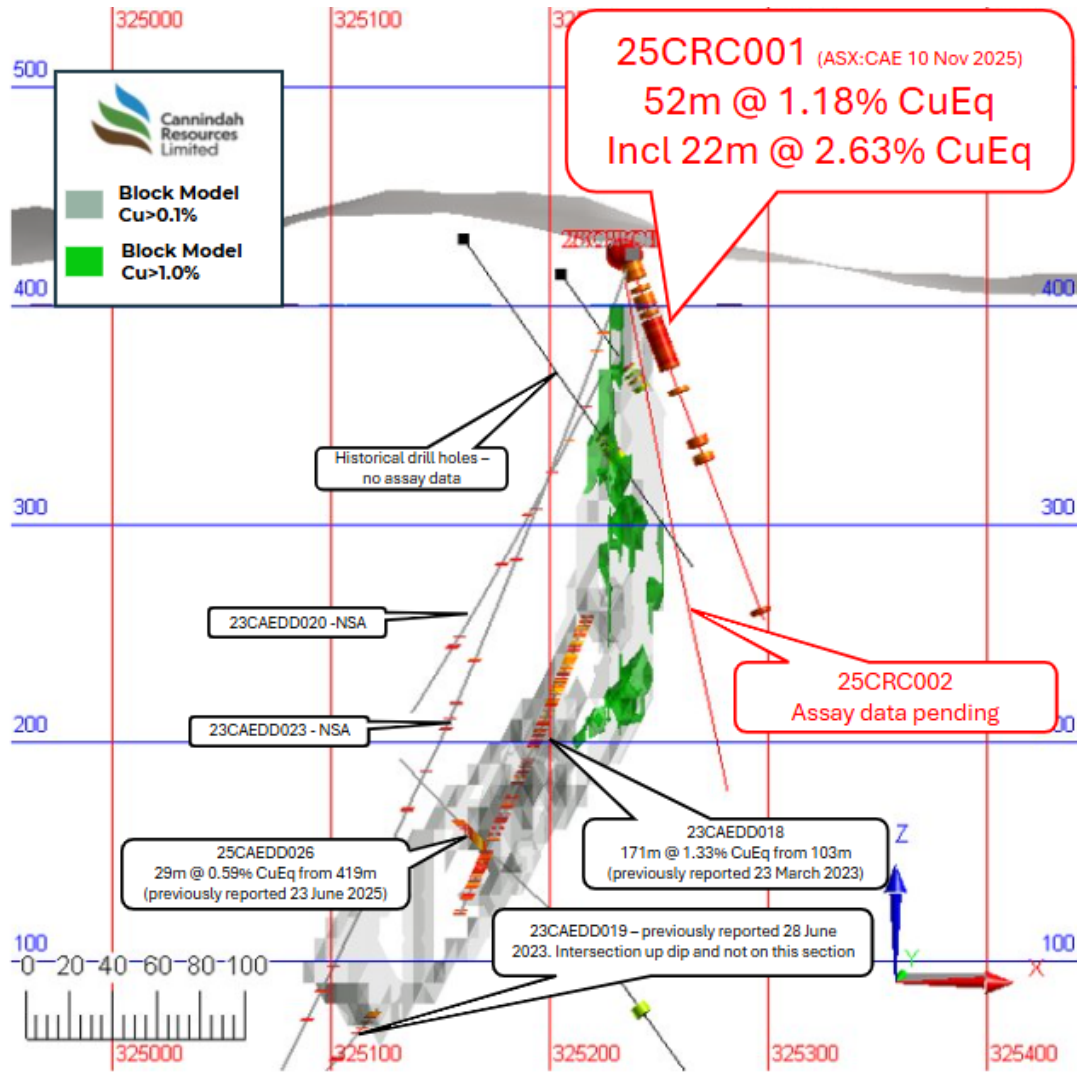 325000
325100
25CRC001 (ASX:CAE 10 Nov 2025)
52m @ 1.18% CuEq
Incl 22m @ 2.63% CuEq
500
Cannindah
Resources
Limited
Block Model
Cu>0.1%
Block Model
Cu>1.0%
400
400
Historical drill holes –
no assay data
300
300
23CAEDD020 -NSA
25CRC002
Assay data pending
200
23CAEDD023 - NSA
23CAEDD018
171m @ 1.33% CuEq from 103m
(previously reported 23 March 2023)
25CAEDD026
29m @ 0.59% CuEq from 419m
(previously reported 23 June 2025)
Z
Y
X
23CAEDD019 – previously reported 28 June
2023. Intersection up dip and not on this section
100
100
0 20 40 60 80 100
325000
325100
325200
325300
325400